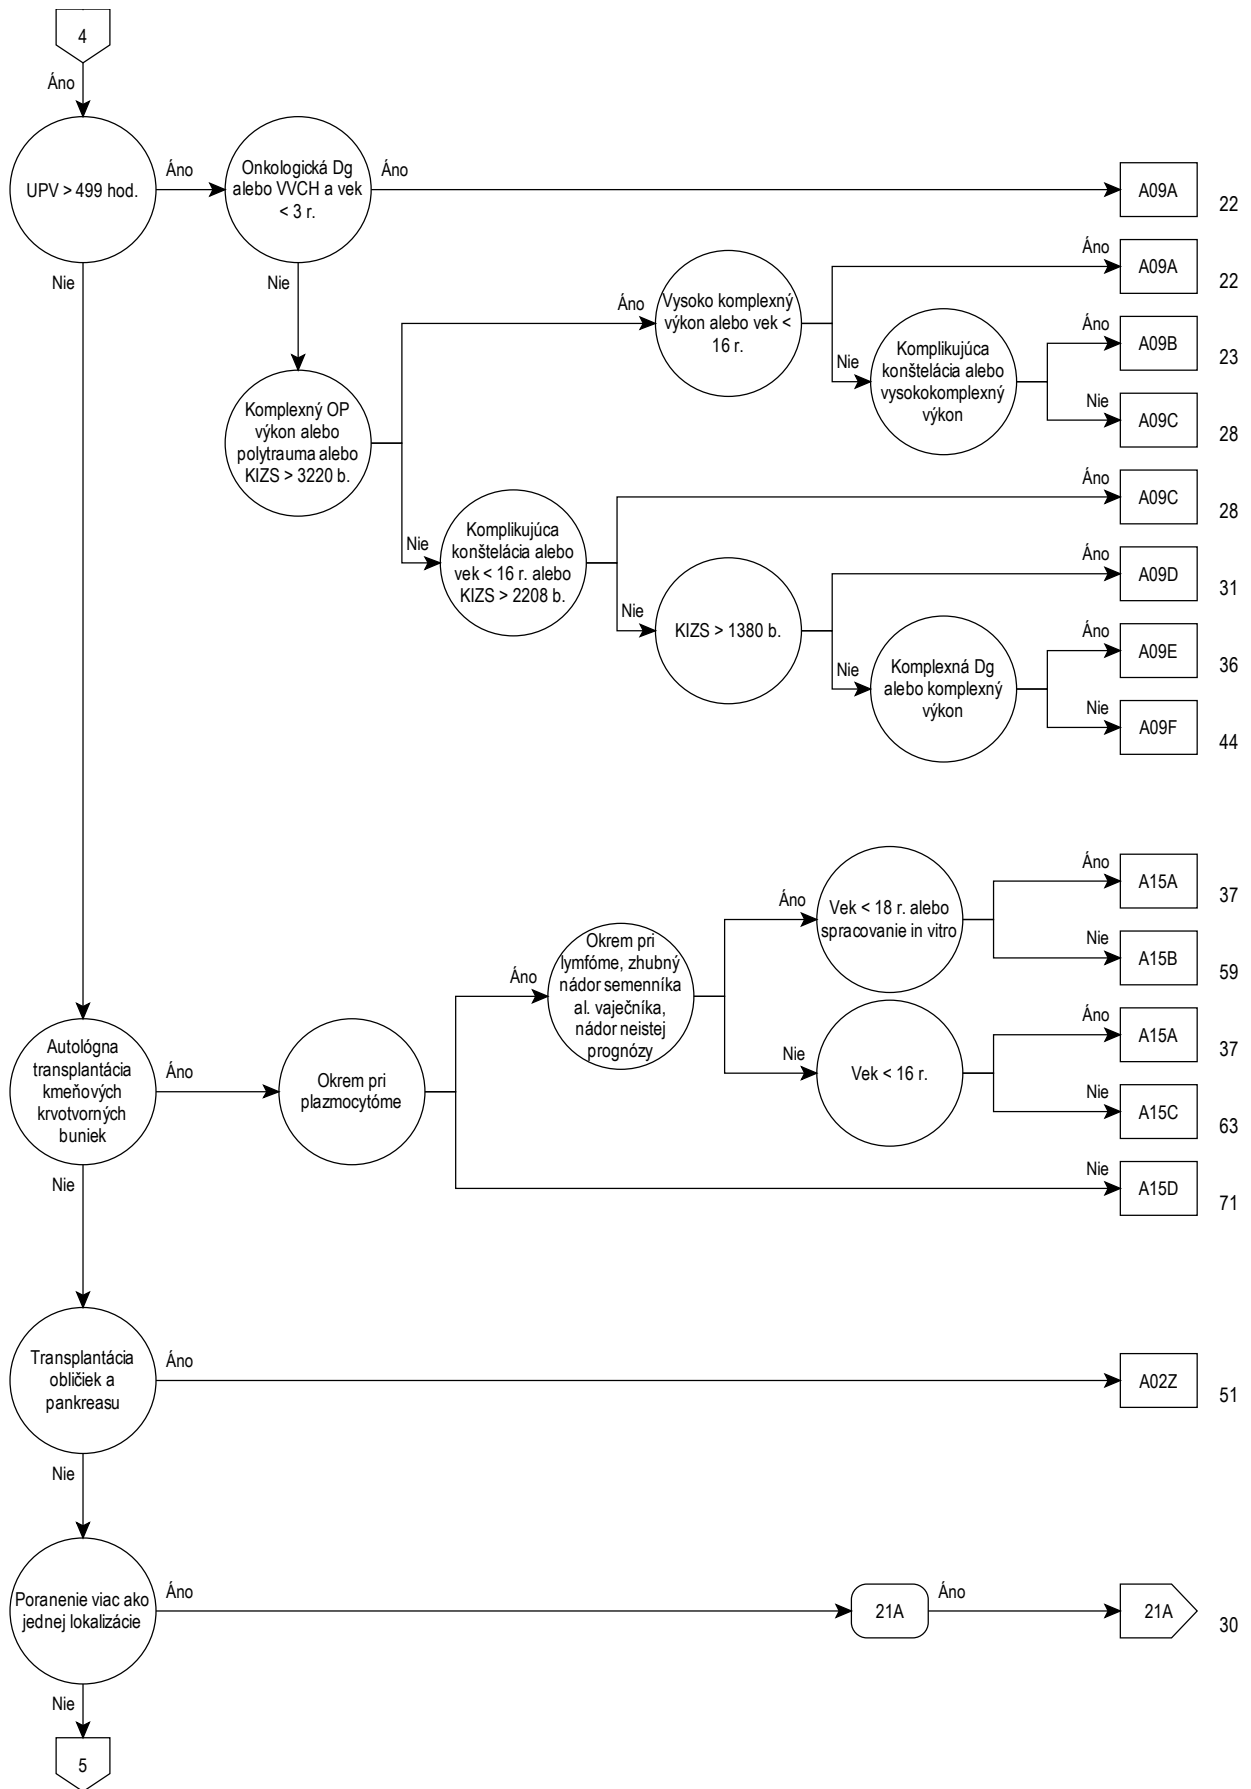 4
Áno
UPV > 499 hod.
Áno
Onkologická Dg
alebo VVCH a vek
< 3 r.
Áno
A09A
22
Nie
Nie
Komplexný OP
výkon alebo
polytrauma alebo
KIZS > 3220 b.
Áno
Vysoko komplexný
výkon alebo vek <
16 r.
Áno
A09A
22
Nie
Komplikujúca
konštelácia alebo
vysokokomplexný
výkon
Áno
A09B
23
Nie
A09C
28
Nie
Komplikujúca
konštelácia alebo
vek < 16 r. alebo
KIZS > 2208 b.
Áno
A09C
28
Nie
KIZS > 1380 b.
Áno
A09D
31
Nie
Komplexná Dg
alebo komplexný
výkon
Áno
A09E
36
Nie
A09F
44
Autológna
transplantácia
kmeňových
krvotvorných
buniek
Áno
Okrem pri
plazmocytóme
Áno
Okrem pri
lymfóme, zhubný
nádor semenníka
al. vaječníka,
nádor neistej
prognózy
Áno
Vek < 18 r. alebo
spracovanie in vitro
Áno
A15A
37
Nie
A15B
59
Nie
Vek < 16 r.
Áno
A15A
37
Nie
A15C
63
Nie
A15D
71
Nie
Transplantácia
obličiek a
pankreasu
Áno
A02Z
51
Nie
Poranenie viac ako
jednej lokalizácie
Áno
21A
Áno
21A
30
Nie
5